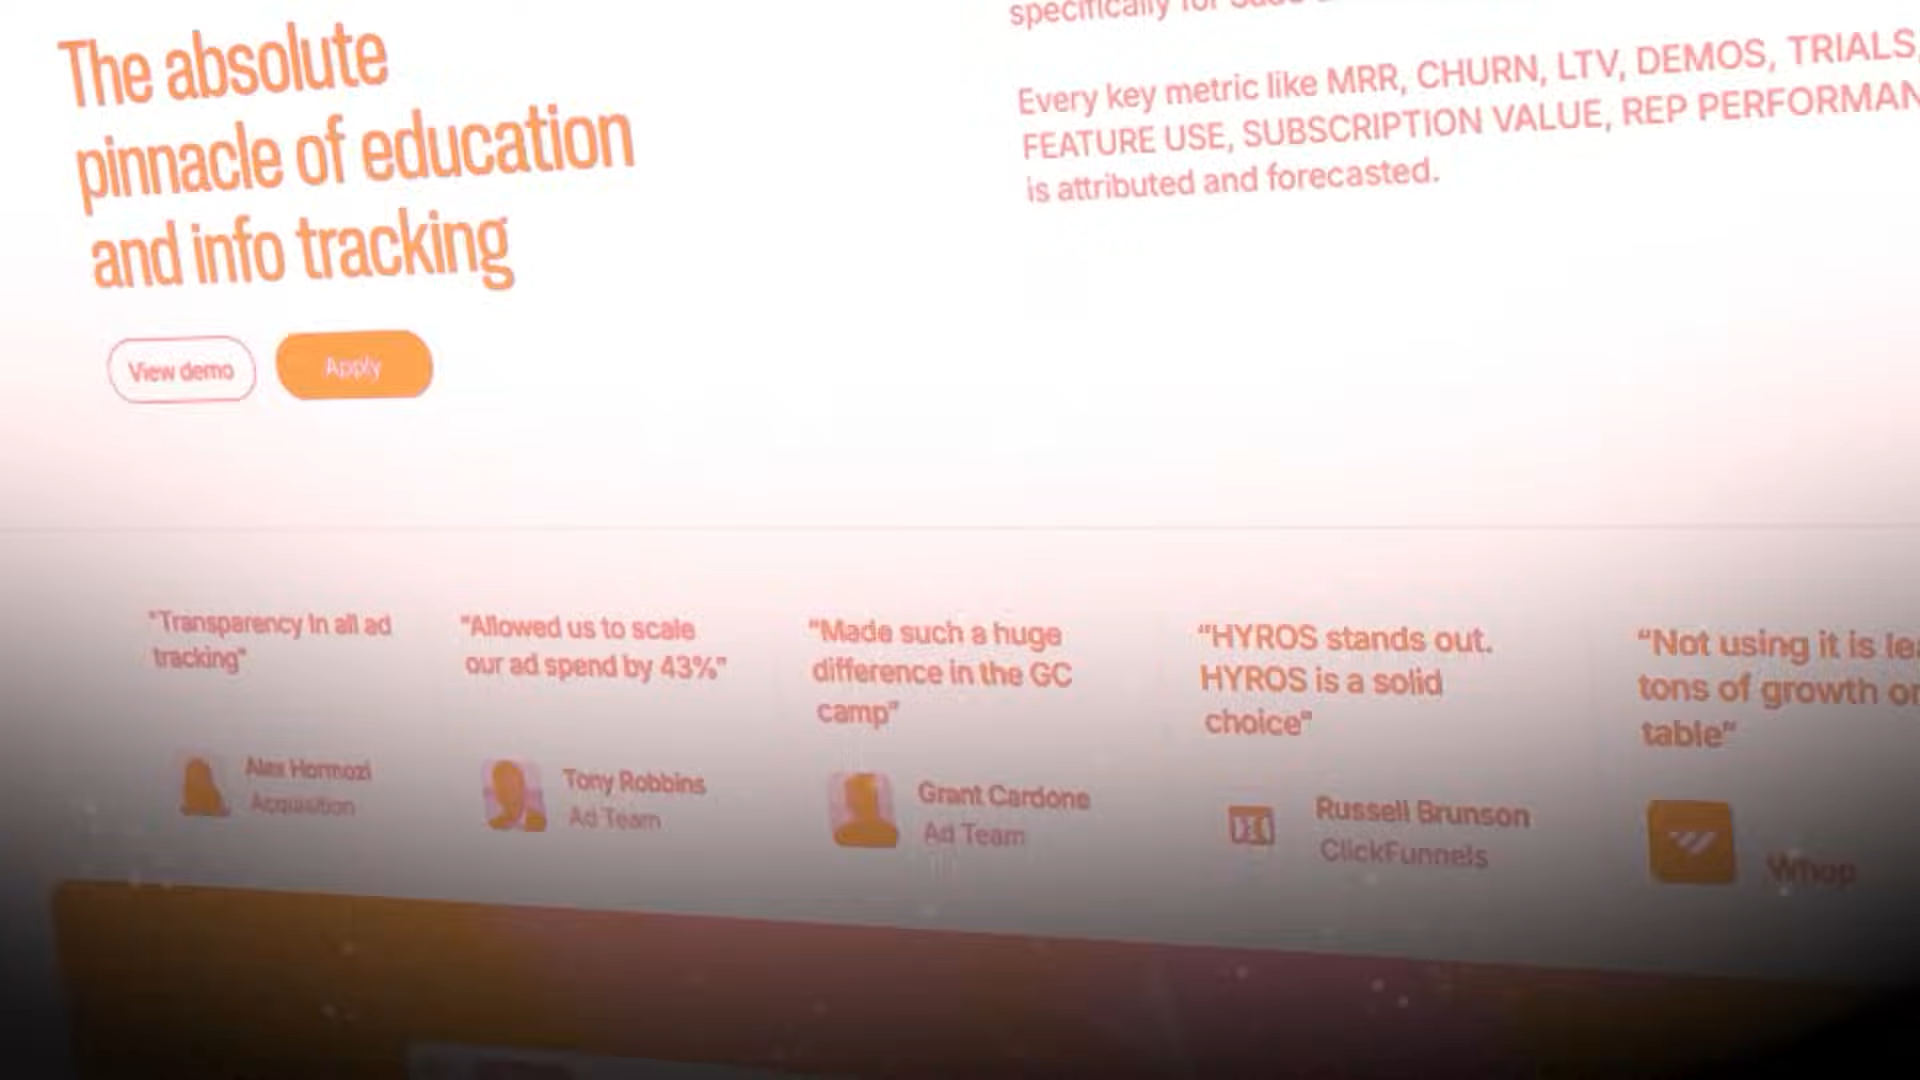 The absolute
pinnacle of education
and info tracking
View demo
Apply
specifically for
Every key metric like MRR, CHURN, LTV, DEMOS, TRIALS,
FEATURE USE, SUBSCRIPTION VALUE, REP
is attributed and forecasted.
"Transparency in all ad
tracking"
Alex Hormozi
Acquisition
"Allowed us to scale
our ad spend by 43%"
Tony Robbins
Ad Team
"Made such a huge
difference in the GC
camp"
Grant Cardone
Ad Team
"HYROS stands out.
HYROS is a solid
choice"
Russell Brunson
ClickFunnels
"Not using it is
tons of growth
table"
Whop